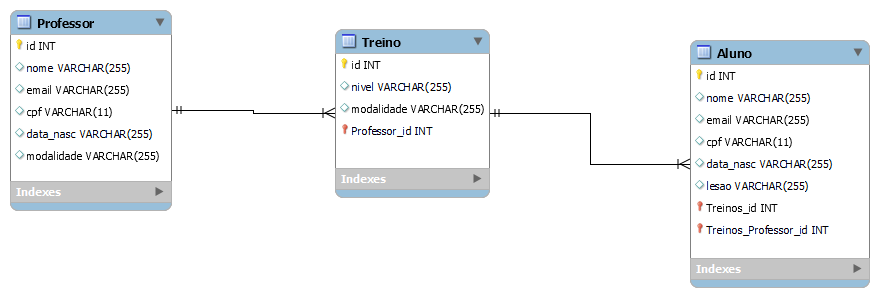 Professor
id INT
nome VARCHAR(255)
email VARCHAR(255)
cpf VARCHAR(11)
data_nasc VARCHAR(255)
modalidade VARCHAR(255)
Indexes
Treino
id INT
nivel VARCHAR(255)
modalidade VARCHAR(255)
Professor_id INT
Aluno
id INT
nome VARCHAR(255)
email VARCHAR(255)
cpf VARCHAR(11)
data_nasc VARCHAR(255)
lesao VARCHAR(255)
Treinos_id INT
Treinos_Professor_id INT
Indexes